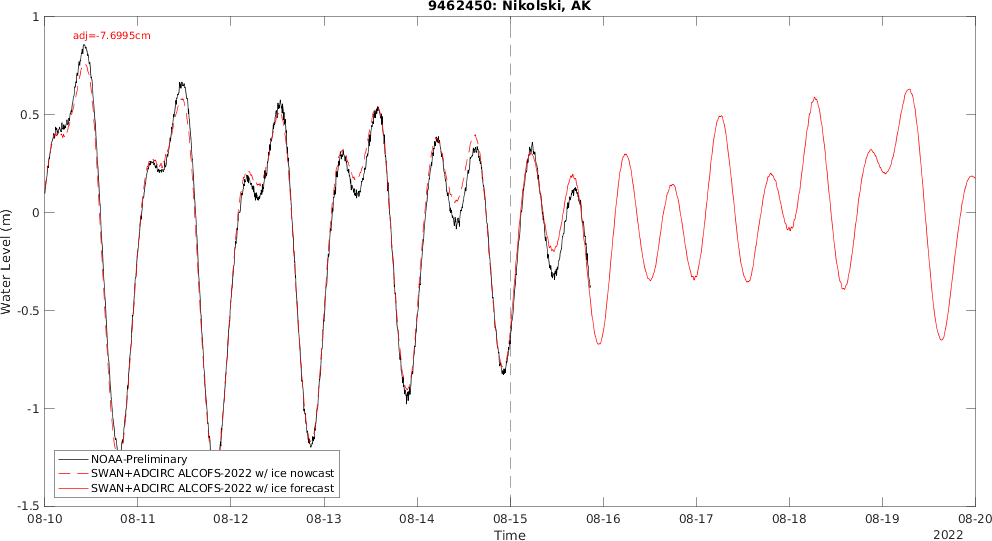 9462450: Nikolski, AK
adj=-7.6995cm
1
0.5
0
-0.5
-1
-1.5
Water Level (m)
NOAA-Preliminary
SWAN+ADCIRC ALCOFS-2022 w/ ice nowcast
SWAN+ADCIRC ALCOFS-2022 w/ ice forecast
08-10 08-11 08-12 08-13 08-14 08-15 08-16 08-17 08-18 08-19 08-20
Time
2022